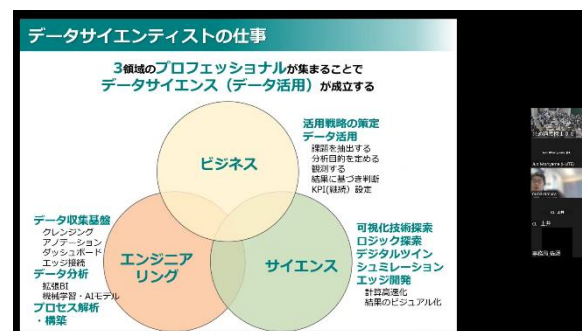 データサイエンティストの仕事
3領域のプロフェッショナルが集まることで
データサイエンス（データ活用）が成立する
ビジネス
活用戦略の策定
データ活用
課題を抽出する
分析目的を定める
観測する
結果に基づき判断
KPI(継続）設定
データ収集基盤
クレンジング
アノテーション
ダッシュボード
エッジ接続
データ分析
拡張BI
機械学習・AIモデル
プロセス解析
・構築
エンジニア
リング
サイエンス
可視化技術探索
ロジック探索
デジタルツイン
シュミレーション
エッジ開発
計算高速化
結果のビジュアル化